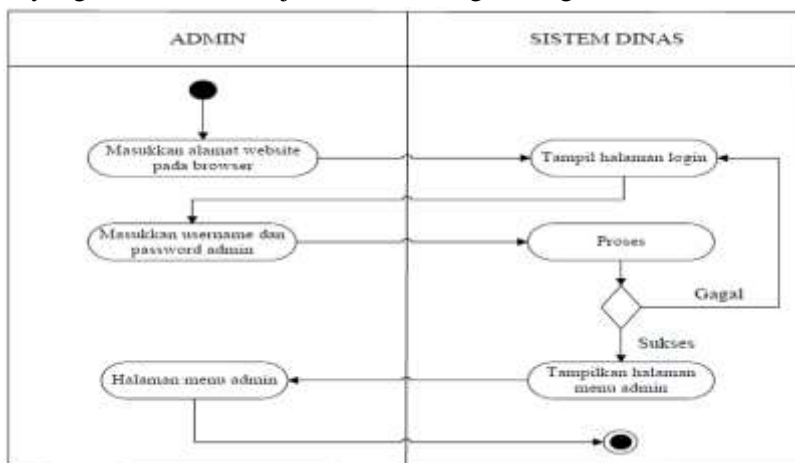 ADMIN
SISTEM DINAS
Masukkan alamat website
pada browser
Tampil halaman login
Masukkan username dan
password admin
Proses
Gagal
Sukses
Halaman menu admin
Tampilkan halaman
menu admin